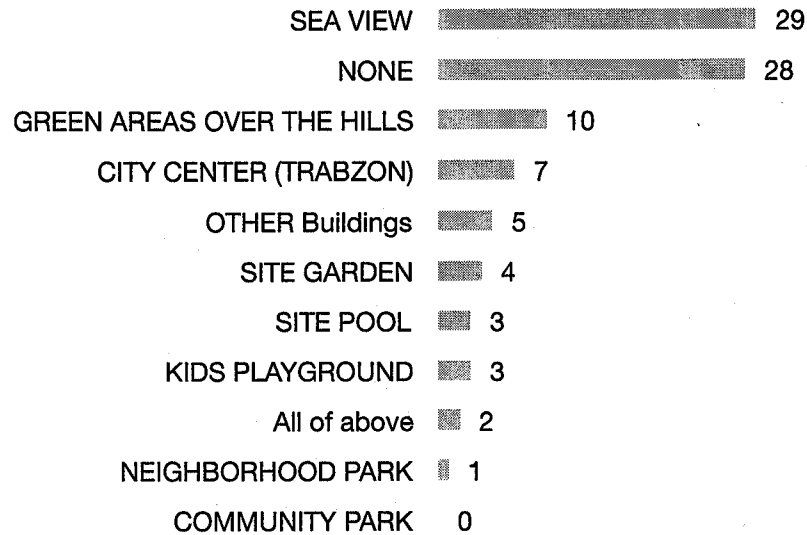 SEA VIEW 29
NONE 28
GREEN AREAS OVER THE HILLS 10
CITY CENTER (TRABZON) 7
OTHER Buildings 5
SITE GARDEN 4
SITE POOL 3
KIDS PLAYGROUND 3
All of above 2
NEIGHBORHOOD PARK 1
COMMUNITY PARK 0